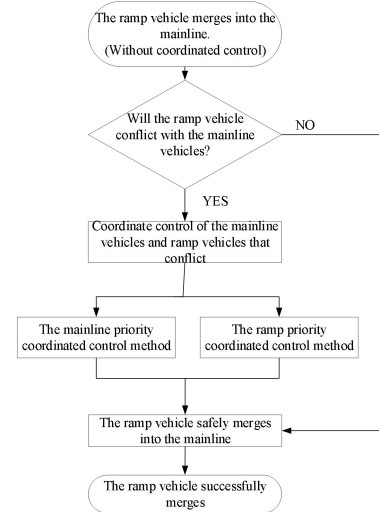 The ramp vehicle merges into the
mainline.
(Without coordinated control)
Will the ramp vehicle
conflict with the mainline
vehicles?
NO
YES
Coordinate control of the mainline
vehicles and ramp vehicles that
conflict
The mainline priority
coordinated control method
The ramp priority
coordinated control method
The ramp vehicle safely merges
into the mainline
The ramp vehicle successfully
merges